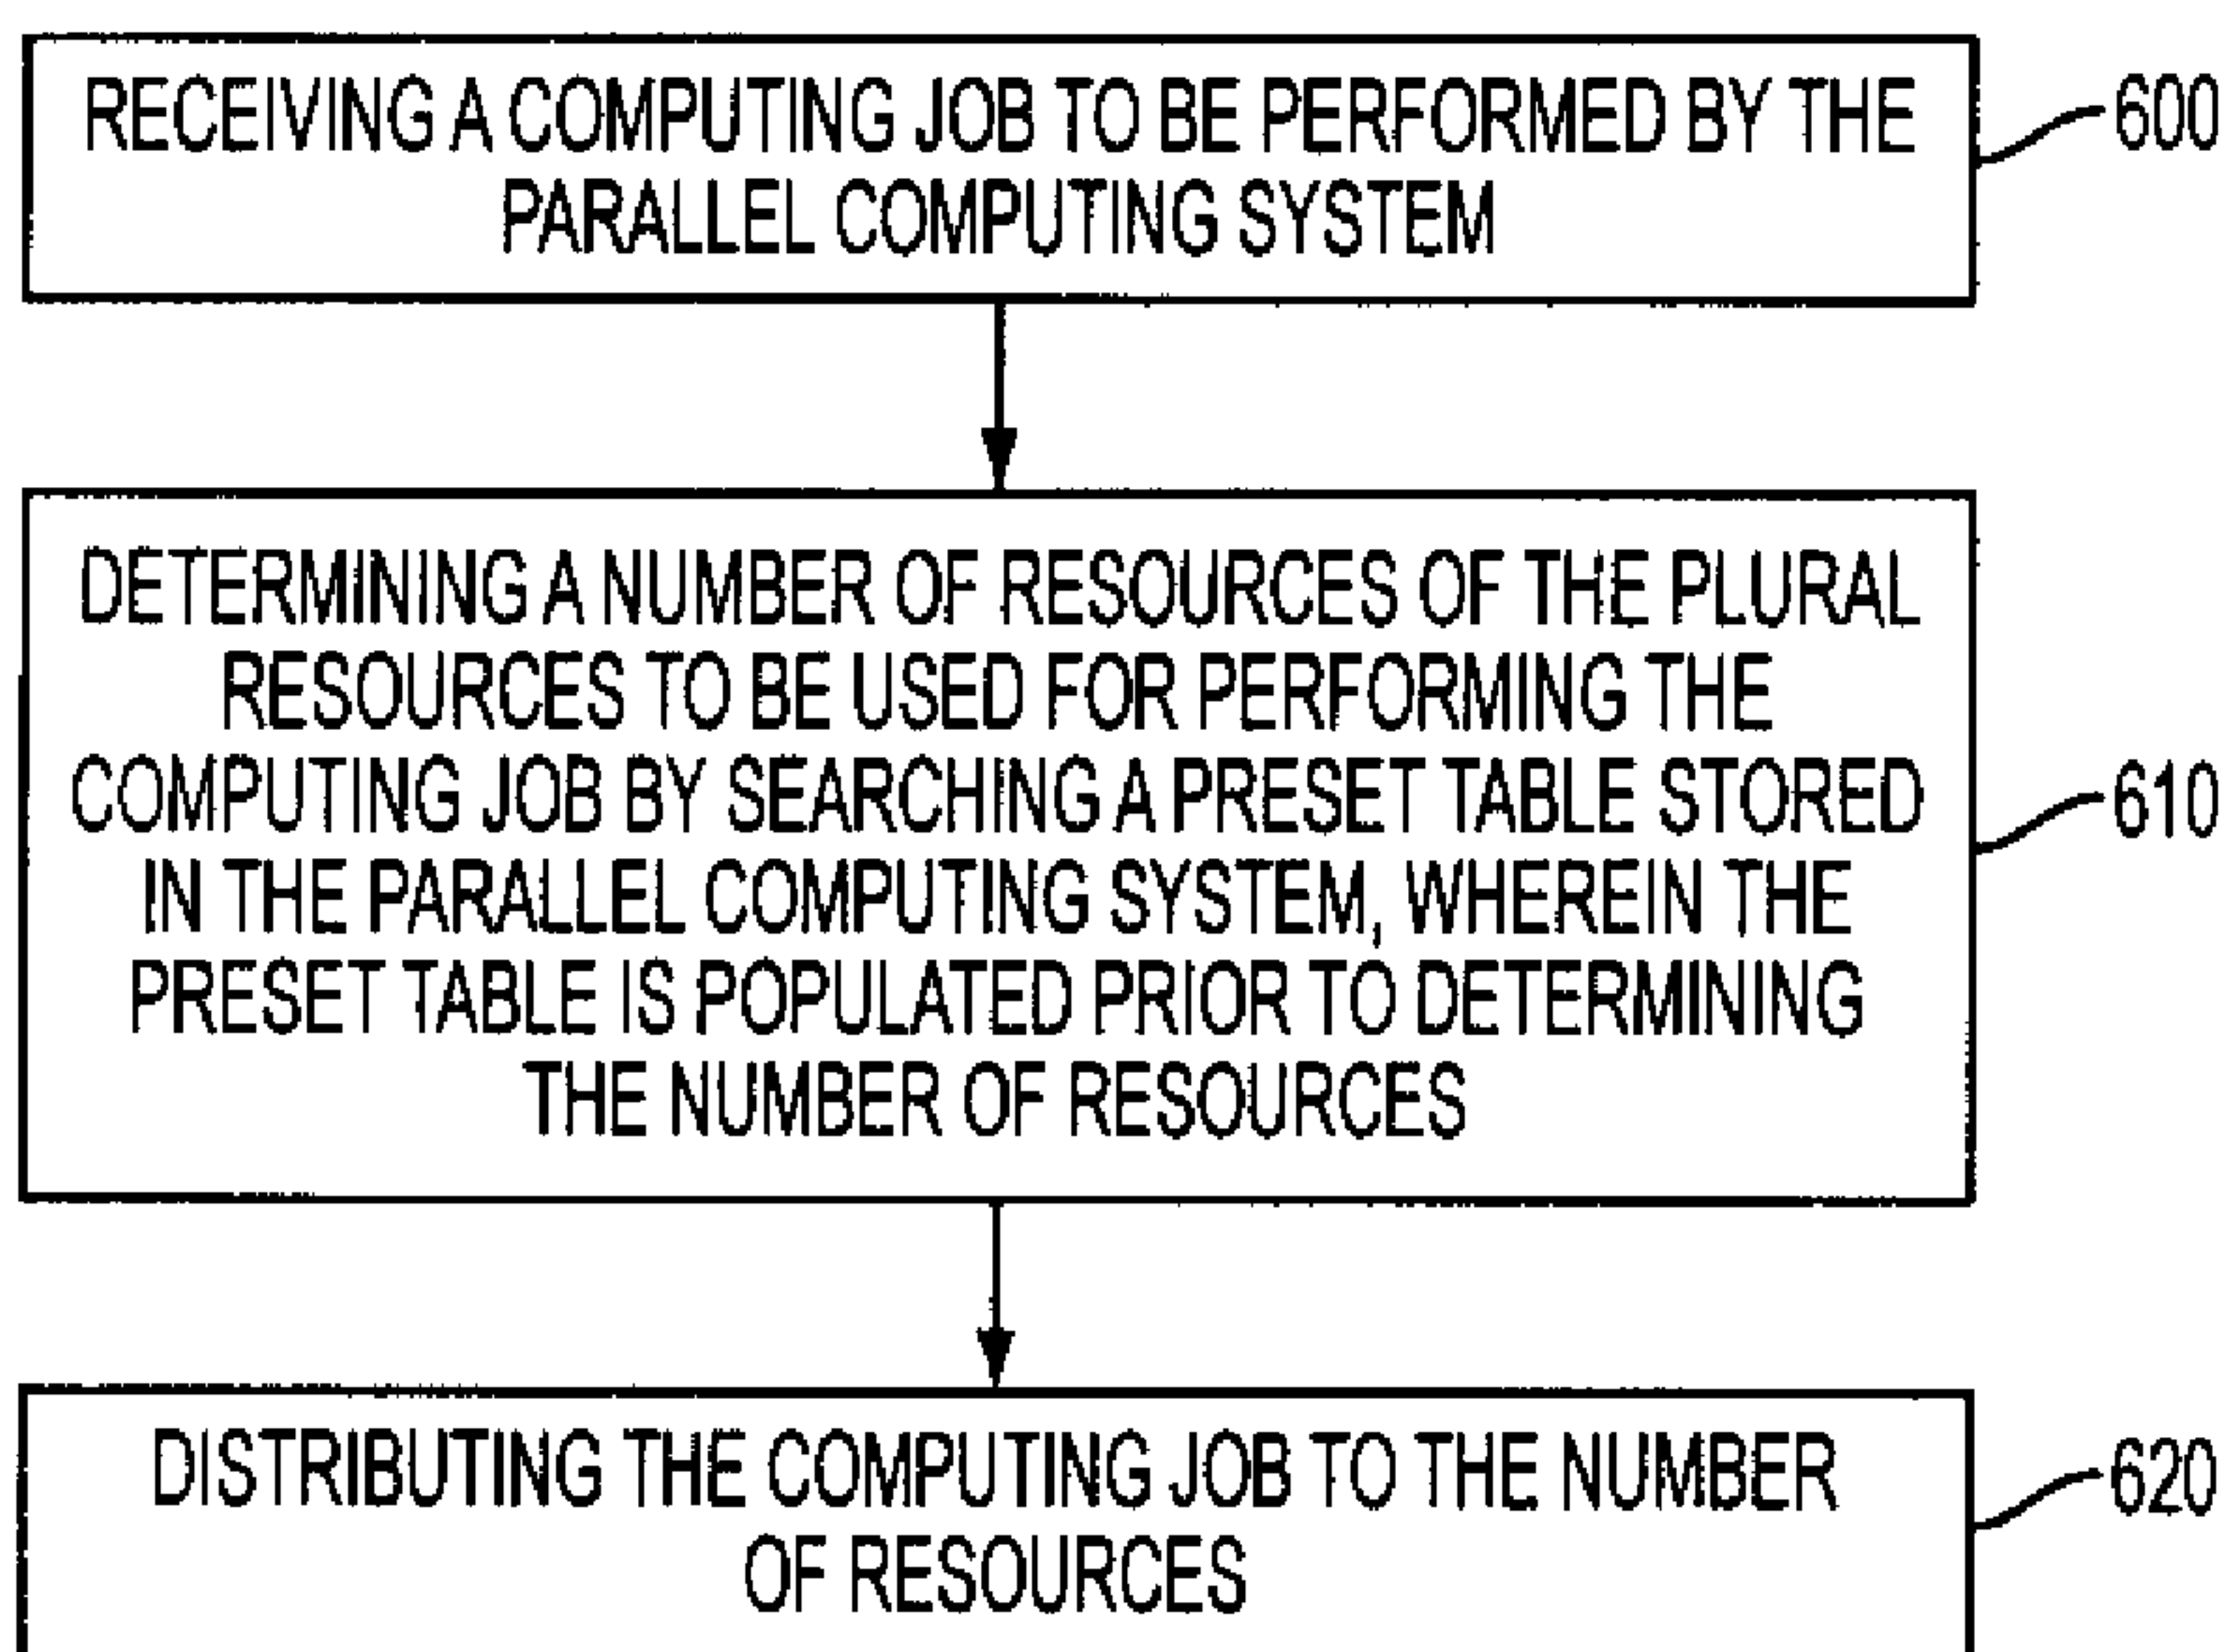 RECEIVING A COMPUTING JOB TO BE PERFORMED BY THE
PARALLEL COMPUTING SYSTEM
600
DETERMINING A NUMBER OF RESOURCES OF THE PLURAL
RESOURCES TO BE USED FOR PERFORMING THE
COMPUTING JOB BY SEARCHING A PRESET TABLE STORED
IN THE PARALLEL COMPUTING SYSTEM, WHEREIN THE
PRESET TABLE IS POPULATED PRIOR TO DETERMINING
THE NUMBER OF RESOURCES
610
DISTRIBUTING THE COMPUTING JOB TO THE NUMBER
OF RESOURCES
620